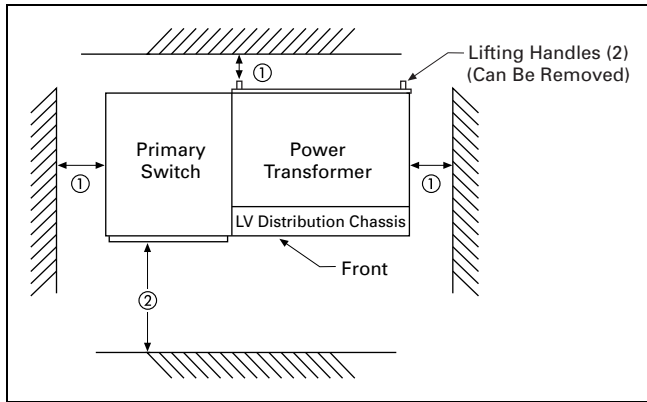 ①
Lifting Handles (2)
(Can Be Removed)
Primary
Switch
Power
Transformer
①
①
LV Distribution Chassis
Front
②